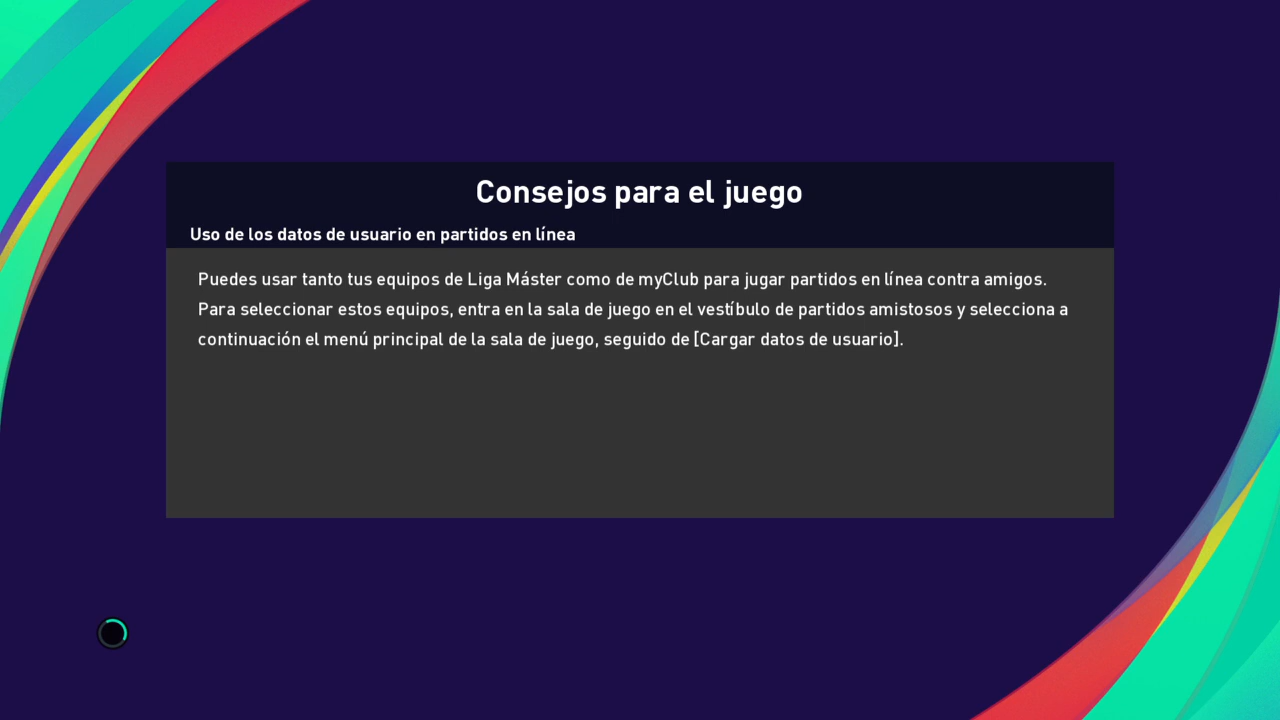 Consejos para el juego
Uso de los datos de usuario en partidos en línea
Puedes usar tanto tus equipos de Liga Máster como de myClub para jugar partidos en línea contra amigos.
Para seleccionar estos equipos, entra en la sala de juego en el vestíbulo de partidos amistosos y selecciona a
continuación el menú principal de la sala de juego, seguido de [Cargar datos de usuario].